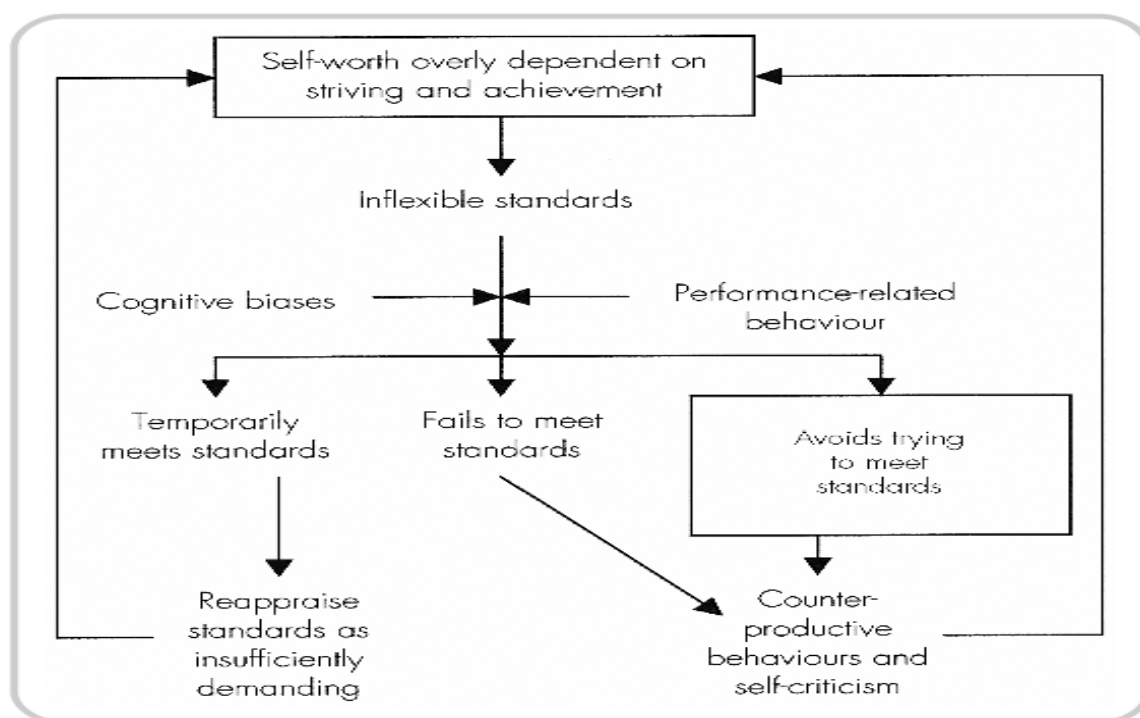 Self-worth overly dependent on
striving and achievement
Inflexible standards
Cognitive biases
Performance-related
behaviour
Temporarily
meets standards
Fails to meet
standards
Avoids trying
to meet
standards
Reappraise
standards as
insufficiently
demanding
Counter-
productive
behaviours and
self-criticism